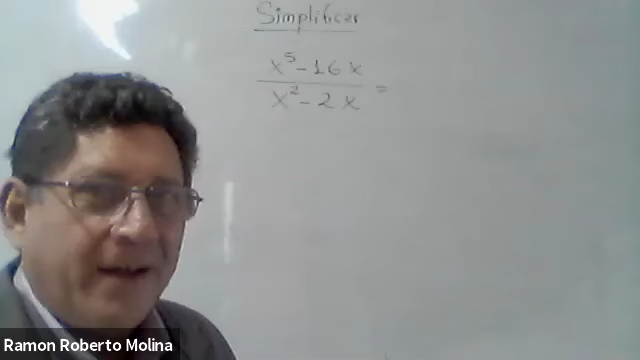 Simplificar
x⁵-16x
x²-2x =
Ramon Roberto Molina